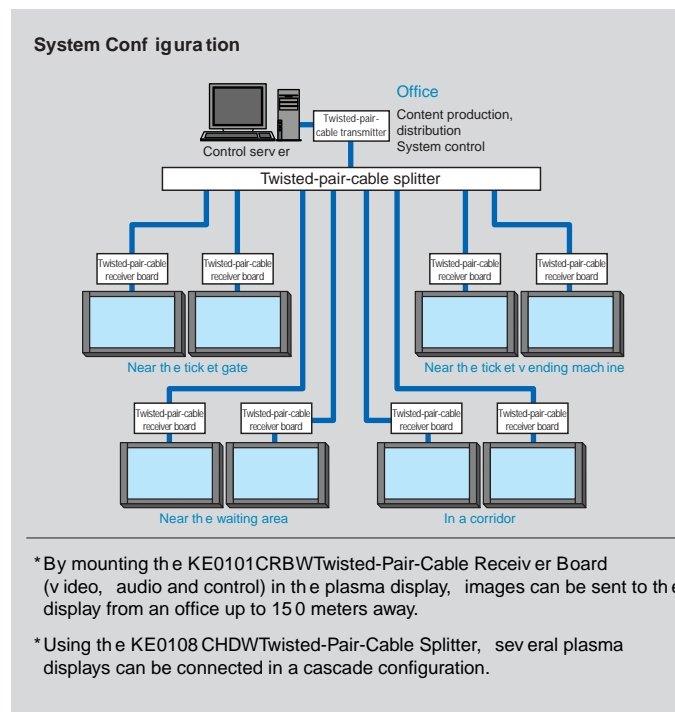 System Configuration
Office
Twisted-pair-
cable transmitter
Content production,
distribution
System control
Control server
Twisted-pair-cable splitter
Twisted-pair-cable
receiver board
Twisted-pair-cable
receiver board
Twisted-pair-cable
receiver board
Twisted-pair-cable
receiver board
Near the ticket gate
Near the ticket vending machine
Twisted-pair-cable
receiver board
Twisted-pair-cable
receiver board
Twisted-pair-cable
receiver board
Twisted-pair-cable
receiver board
Near the waiting area
In a corridor
*By mounting the KE0101CRBWTwisted-Pair-Cable Receiver Board
(video, audio and control) in the plasma display, images can be sent to the
display from an office up to 150 meters away.
*Using the KE0108CHDWTwisted-Pair-Cable Splitter, several plasma
displays can be connected in a cascade configuration.